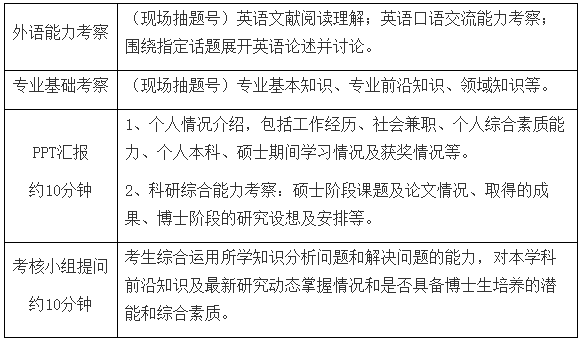 外语能力考察
（现场抽题号）英语文献阅读理解；英语口语交流能力考察；
围绕指定话题展开英语论述并讨论。
专业基础考察
（现场抽题号）专业基本知识、专业前沿知识、领域知识等。
PPT汇报
约10分钟
1、个人情况介绍，包括工作经历、社会兼职、个人综合素质能
力、个人本科、硕士期间学习情况及获奖情况等。
2、科研综合能力考察：硕士阶段课题及论文情况、取得的成
果、博士阶段的研究设想及安排等。
考核小组提问
约10分钟
考生综合运用所学知识分析问题和解决问题的能力，对本学科
前沿知识及最新研究动态掌握情况和是否具备博士生培养的潜
能和综合素质。